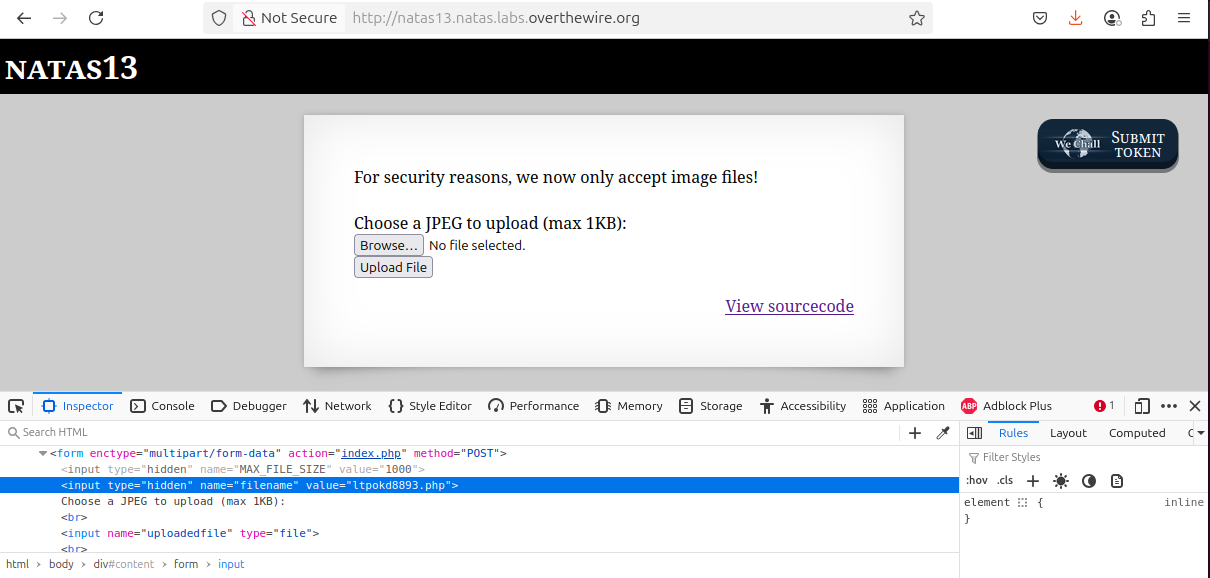 Not Secure http://natas13.natas.labs.overthewire.org
NATAS13
We Chall SUBMIT TOKEN
For security reasons, we now only accept image files!
Choose a JPEG to upload (max 1KB):
Browse... No file selected.
Upload File
View sourcecode
Inspector Console Debugger Network Style Editor Performance Memory Storage Accessibility Application ABP Adblock Plus 1
Search HTML
Rules Layout Computed C
<form enctype="multipart/form-data" action="index.php" method="POST">
<input type="hidden" name="MAX_FILE_SIZE" value="1000">
<input type="hidden" name="filename" value="ltpokd8893.php">
Choose a JPEG to upload (max 1KB):
<br>
<input name="uploadedfile" type="file">
<br>
Filter Styles
:hov .cls
element { inline
}
html › body › div#content › form › input